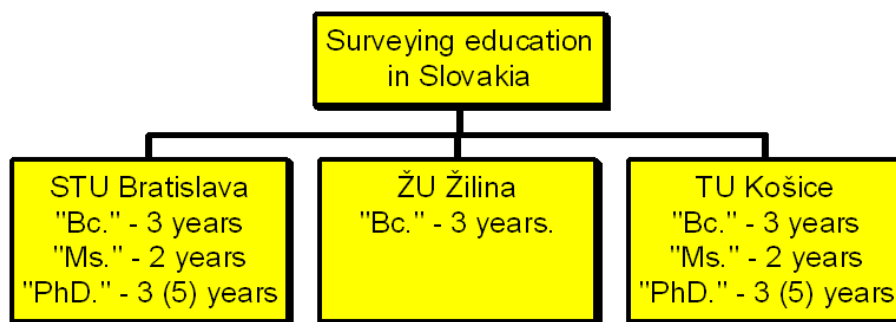 Surveying education
in Slovakia
STU Bratislava
"Bc." - 3 years
"Ms." - 2 years
"PhD." - 3 (5) years
ŽU Žilina
"Bc." - 3 years.
TU Košice
"Bc." - 3 years
"Ms." - 2 years
"PhD." - 3 (5) years